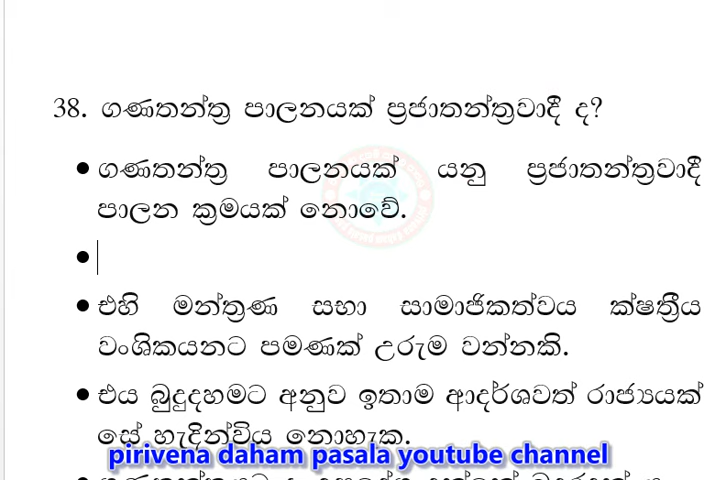 38. ගණතන්ත්‍ර පාලනයක් ප්‍රජාතන්ත්‍රවාදී ද?
• ගණතන්ත්‍ර පාලනයක් යනු ප්‍රජාතන්ත්‍රවාදී
පාලන ක්‍රමයක් නොවේ.
•
• එහි මන්ත්‍රණ සභා සාමාජිකත්වය ක්ෂත්‍රීය
වංශිකයනට පමණක් උරුම වන්නකි.
• එය බුදුදහමට අනුව ඉතාම ආදර්ශවත් රාජ්‍යයක්
සේ හැදින්විය නොහැක.
pirivena daham pasala youtube channel